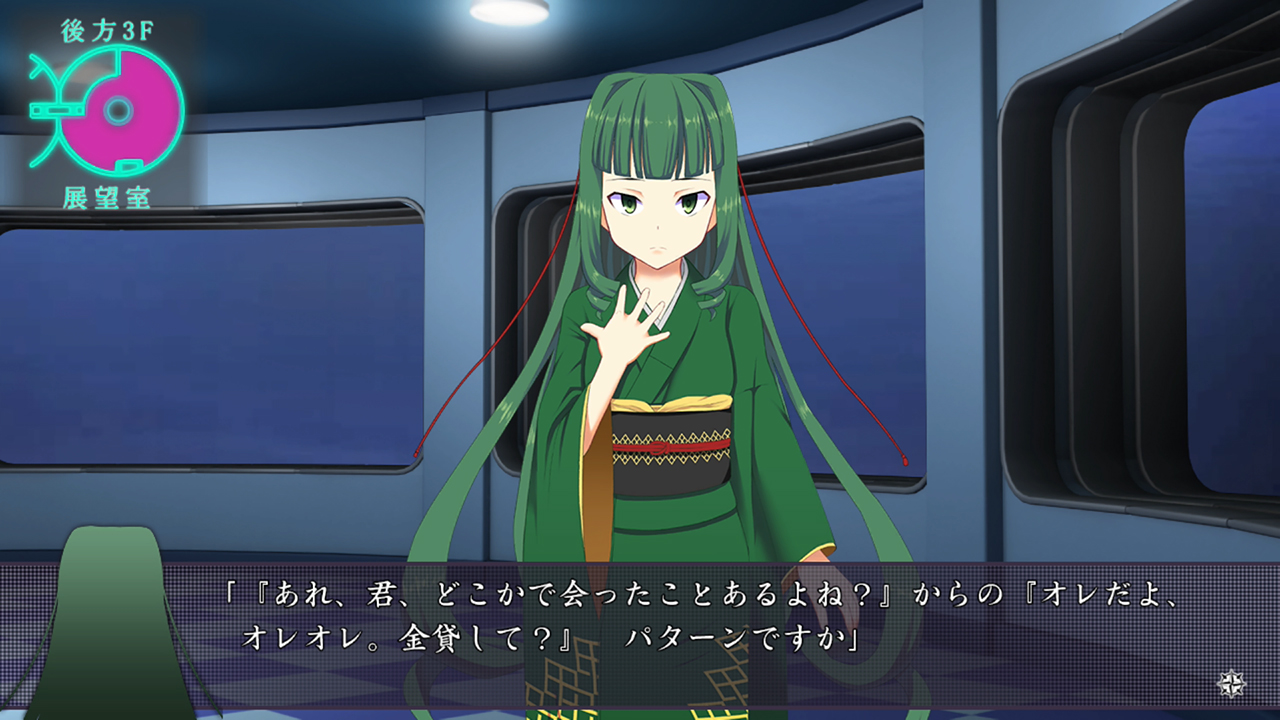 後方3F
展望室
「『あれ、君、どこかで会ったことあるよね？』からの『オレだよ、
オレオレ。金貸して？』　パターンですか」